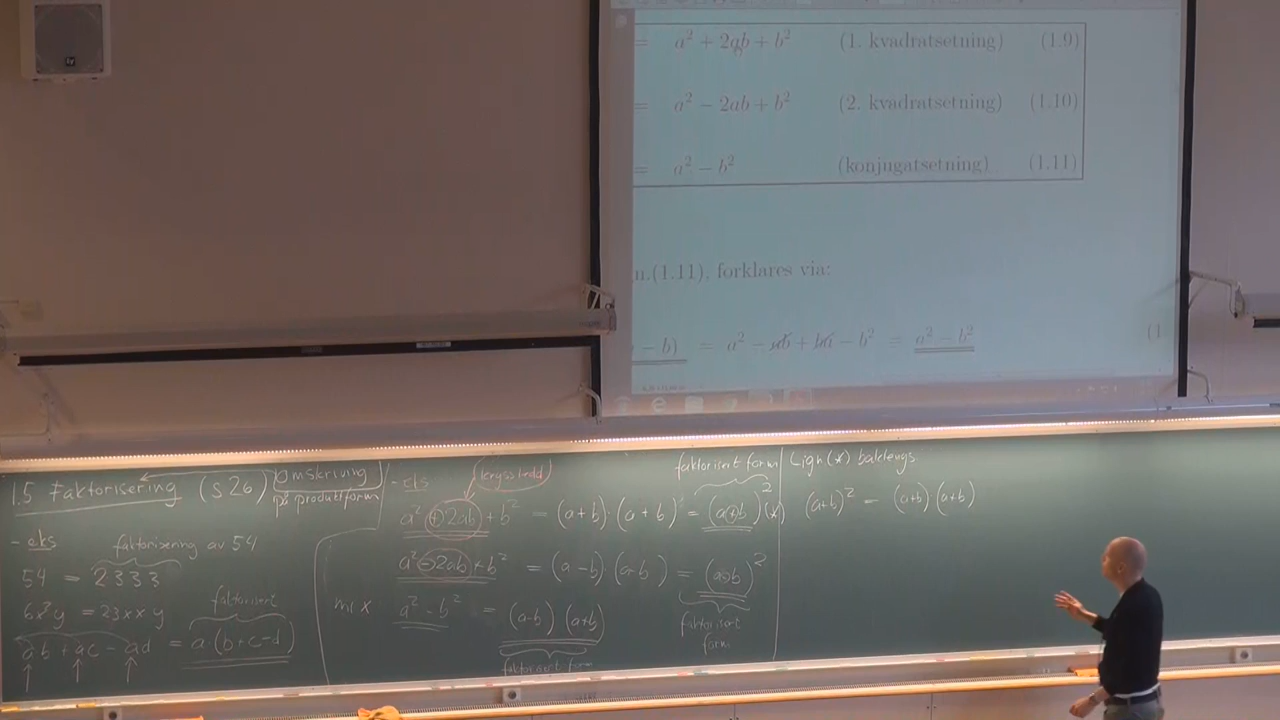 = a² + 2ab + b² (1. kvadratsetning) (1.9)
= a² − 2ab + b² (2. kvadratsetning) (1.10)
= a² − b² (konjugatsetning) (1.11)
n.(1.11), forklares via:
− b) = a² − ab + ba − b² = a² − b² (1
1.5 Faktorisering (s 26) Omskriving
på produktform
- eks faktorisering av 54
54 = 2 3 3 3
6x²y = 2 3 x x y
faktorisert
ab + ac − ad = a·(b+c−d)
- eks kryssledd faktorisert form
a² + 2ab + b² = (a+b)·(a+b) = (a+b)² (*)
a² − 2ab + b² = (a−b)·(a−b) = (a−b)²
faktorisert
form
mrk a² − b² = (a−b)(a+b)
faktorisert form
Lign (*) baklengs
(a+b)² = (a+b)(a+b)